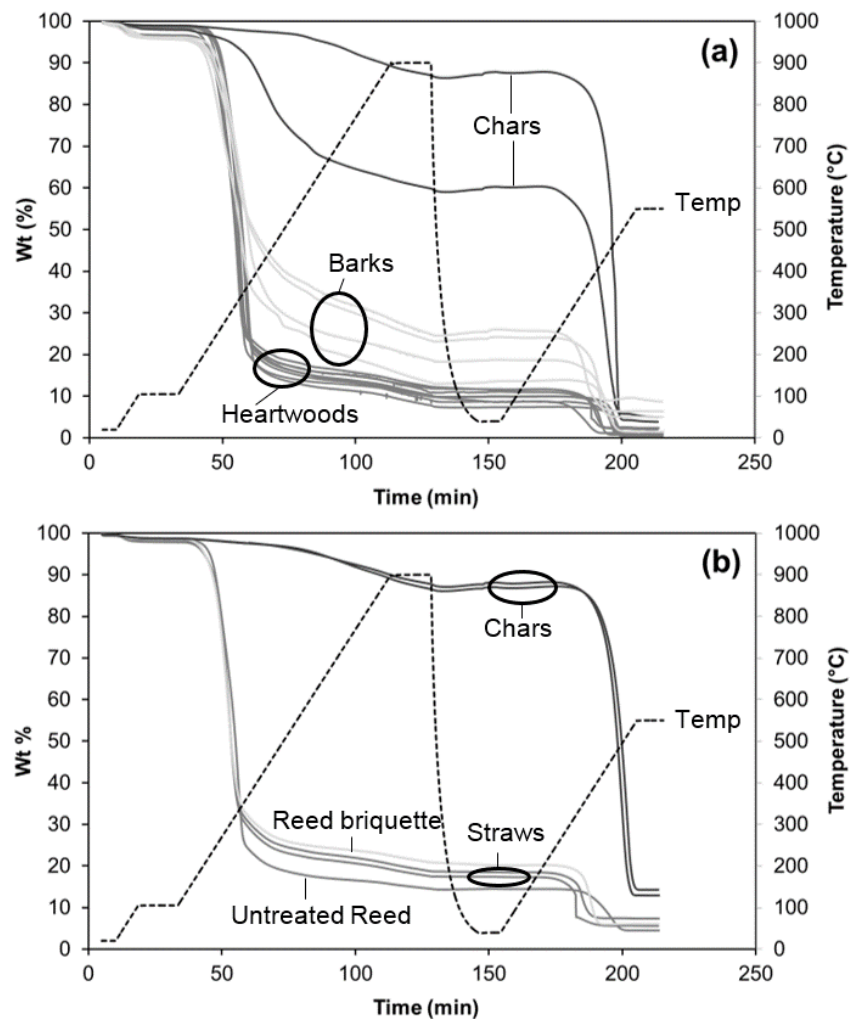 (a)
100
90
80
70
60
50
40
30
20
10
0
Wt (%)
1000
900
800
700
600
500
400
300
200
100
0
Temperature (°C)
Chars
Temp
Barks
Heartwoods
0 50 100 150 200 250
Time (min)
(b)
100
90
80
70
60
50
40
30
20
10
0
Wt %
1000
900
800
700
600
500
400
300
200
100
0
Temperature (°C)
Chars
Temp
Reed briquette
Straws
Untreated Reed
0 50 100 150 200 250
Time (min)